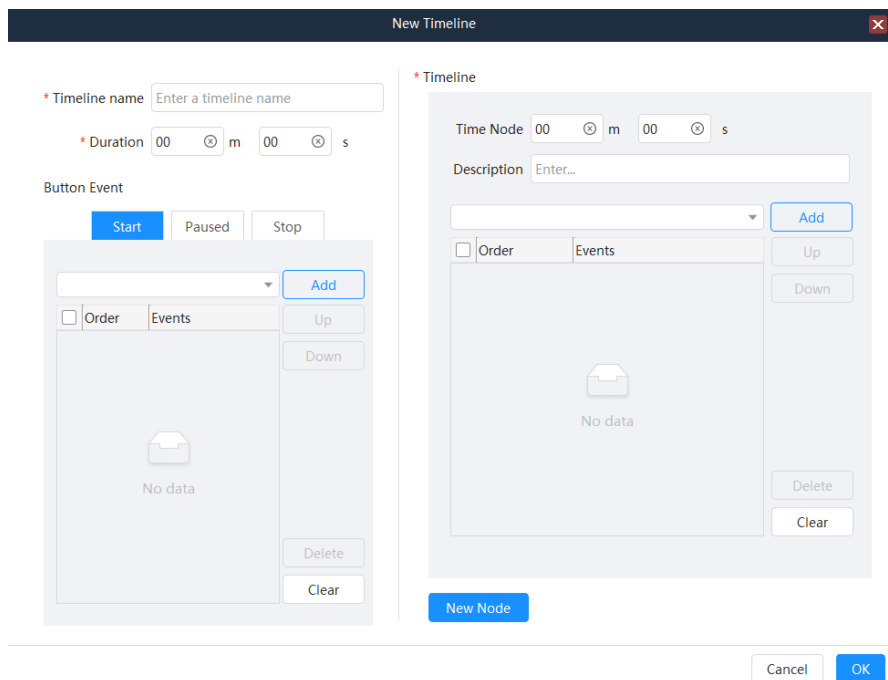 New Timeline
* Timeline name Enter a timeline name
* Duration 00 m 00 s
Button Event
Start Paused Stop
Add
Order Events Up
Down
No data
Delete
Clear
* Timeline
Time Node 00 m 00 s
Description Enter...
Add
Order Events Up
Down
No data
Delete
Clear
New Node
Cancel OK